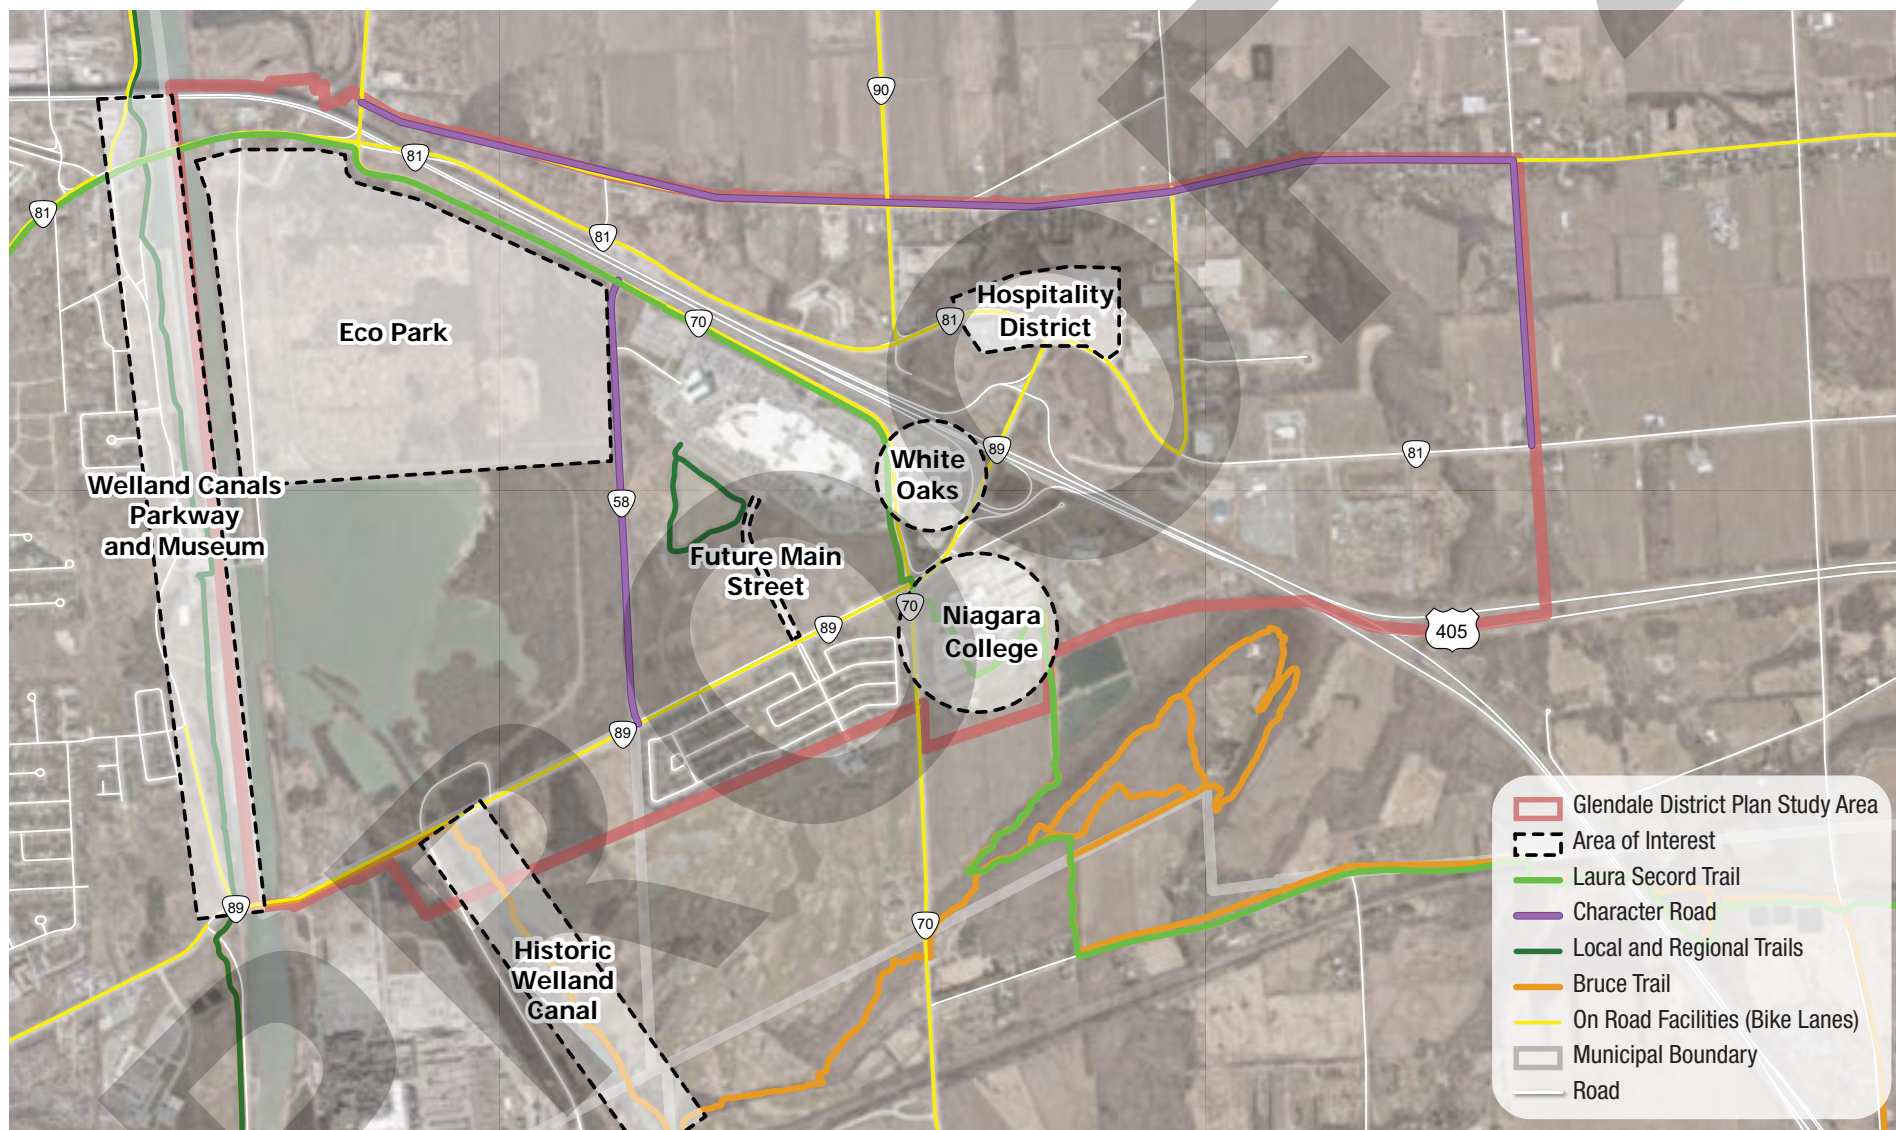 90
81
81
81
Hospitality
District
81
Eco Park
70
89
81
White
Oaks
Welland Canals
Parkway
and Museum
58
Future Main
Street
70
89
Niagara
College
405
89
89
70
Historic
Welland
Canal
Glendale District Plan Study Area
Area of Interest
Laura Secord Trail
Character Road
Local and Regional Trails
Bruce Trail
On Road Facilities (Bike Lanes)
Municipal Boundary
Road